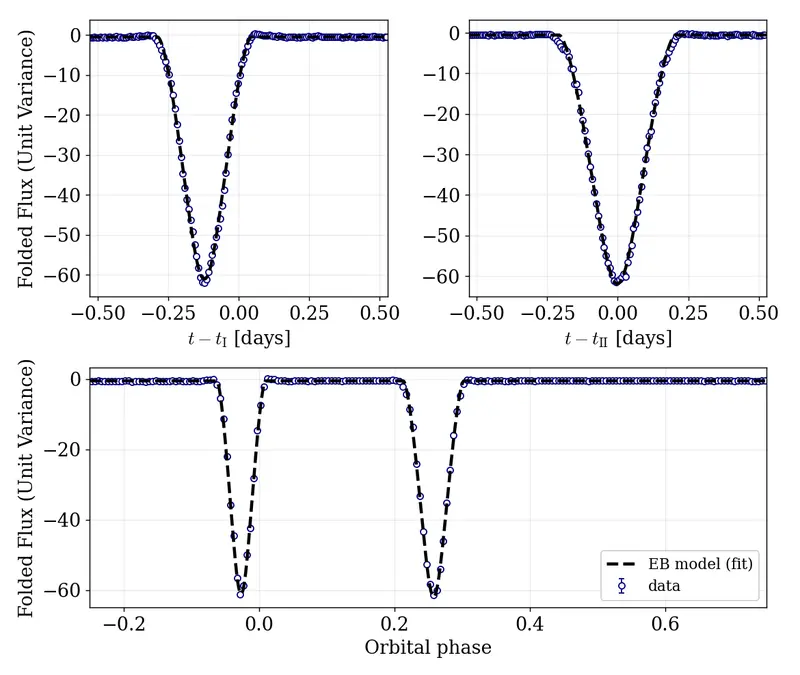 Folded Flux (Unit Variance)
0
−10
−20
−30
−40
−50
−60
−0.50 −0.25 0.00 0.25 0.50
t − t_I [days]
0
−10
−20
−30
−40
−50
−60
−0.50 −0.25 0.00 0.25 0.50
t − t_II [days]
Folded Flux (Unit Variance)
0
−20
−40
−60
−0.2 0.0 0.2 0.4 0.6
Orbital phase
EB model (fit)
data